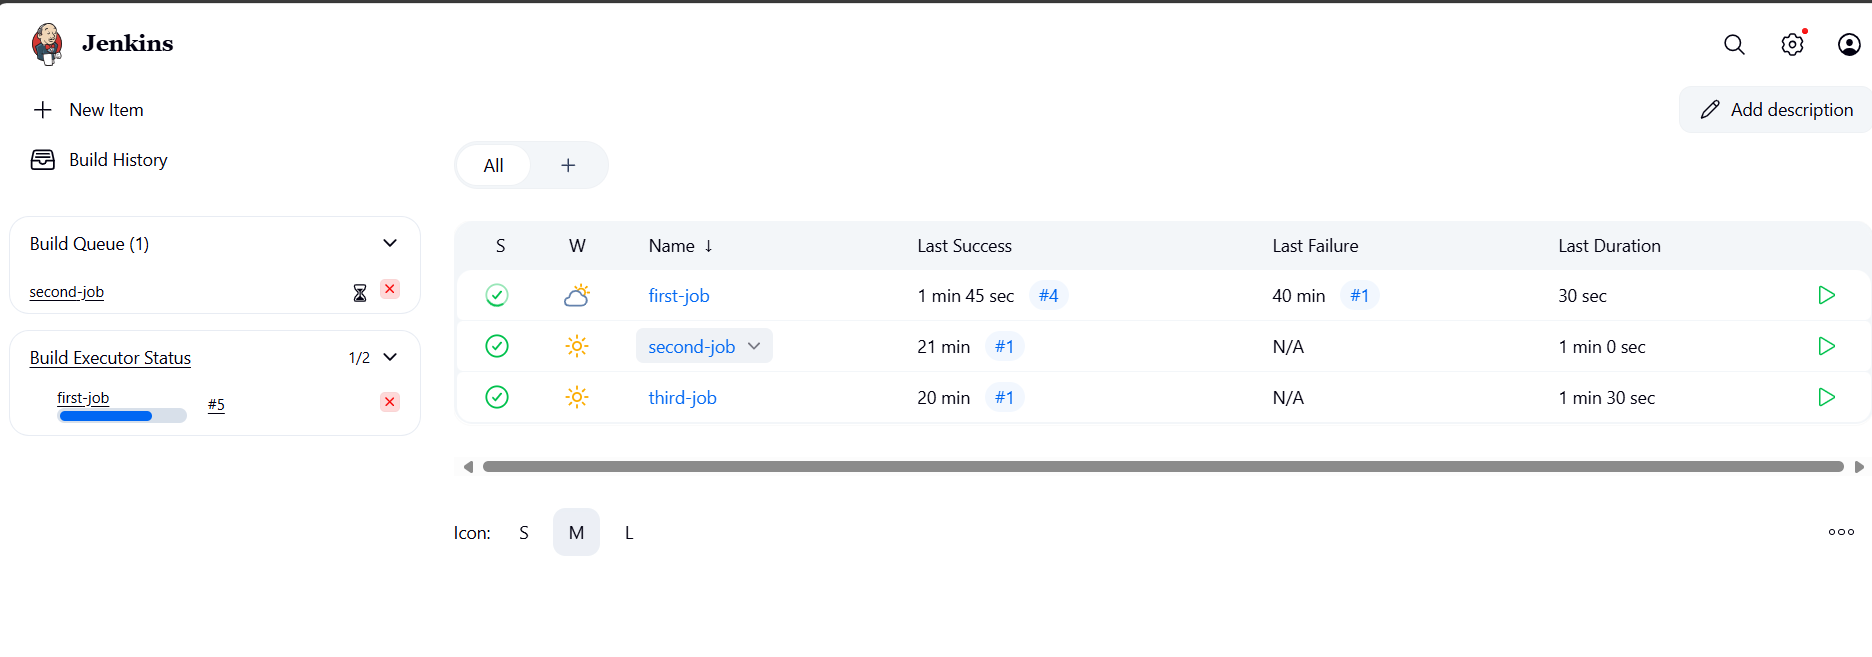 Jenkins
New Item
Build History
Add description
All +
Build Queue (1)
second-job
Build Executor Status 1/2
first-job #5
S W Name ↓ Last Success Last Failure Last Duration
first-job 1 min 45 sec #4 40 min #1 30 sec
second-job 21 min #1 N/A 1 min 0 sec
third-job 20 min #1 N/A 1 min 30 sec
Icon: S M L